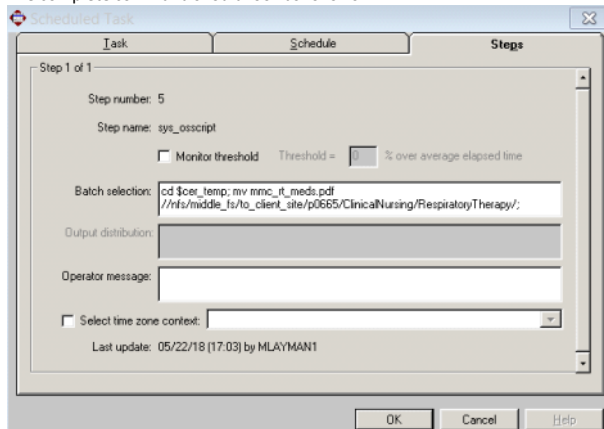 Scheduled Task
Task
Schedule
Steps
Step 1 of 1
Step number: 5
Step name: sys_osscript
Monitor threshold Threshold = 0 % over average elapsed time
Batch selection: cd $cer_temp; mv mmc_rt_meds.pdf
//nfs/middle_fs/to_client_site/p0665/ClinicalNursing/RespiratoryTherapy/;
Output distribution:
Operator message:
Select time zone context:
Last update: 05/22/18 (17:03) by MLAYMAN1
OK
Cancel
Help